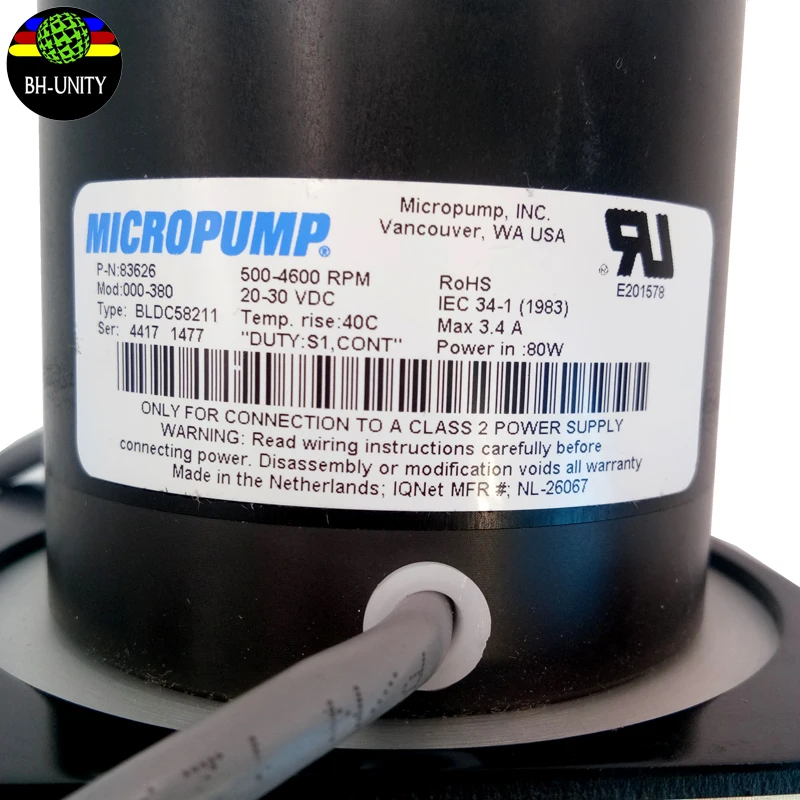 BH-UNITY
MICROPUMP®
Micropump, INC.
Vancouver, WA USA
P-N:83626
Mod:000-380
Type: BLDC58211
Ser: 4417 1477
500-4600 RPM
20-30 VDC
Temp. rise:40C
"DUTY:S1,CONT"
RoHS
IEC 34-1 (1983)
Max 3.4 A
Power in :80W
RU®
E201578
ONLY FOR CONNECTION TO A CLASS 2 POWER SUPPLY
WARNING: Read wiring instructions carefully before
connecting power. Disassembly or modification voids all warranty
Made in the Netherlands; IQNet MFR #; NL-26067